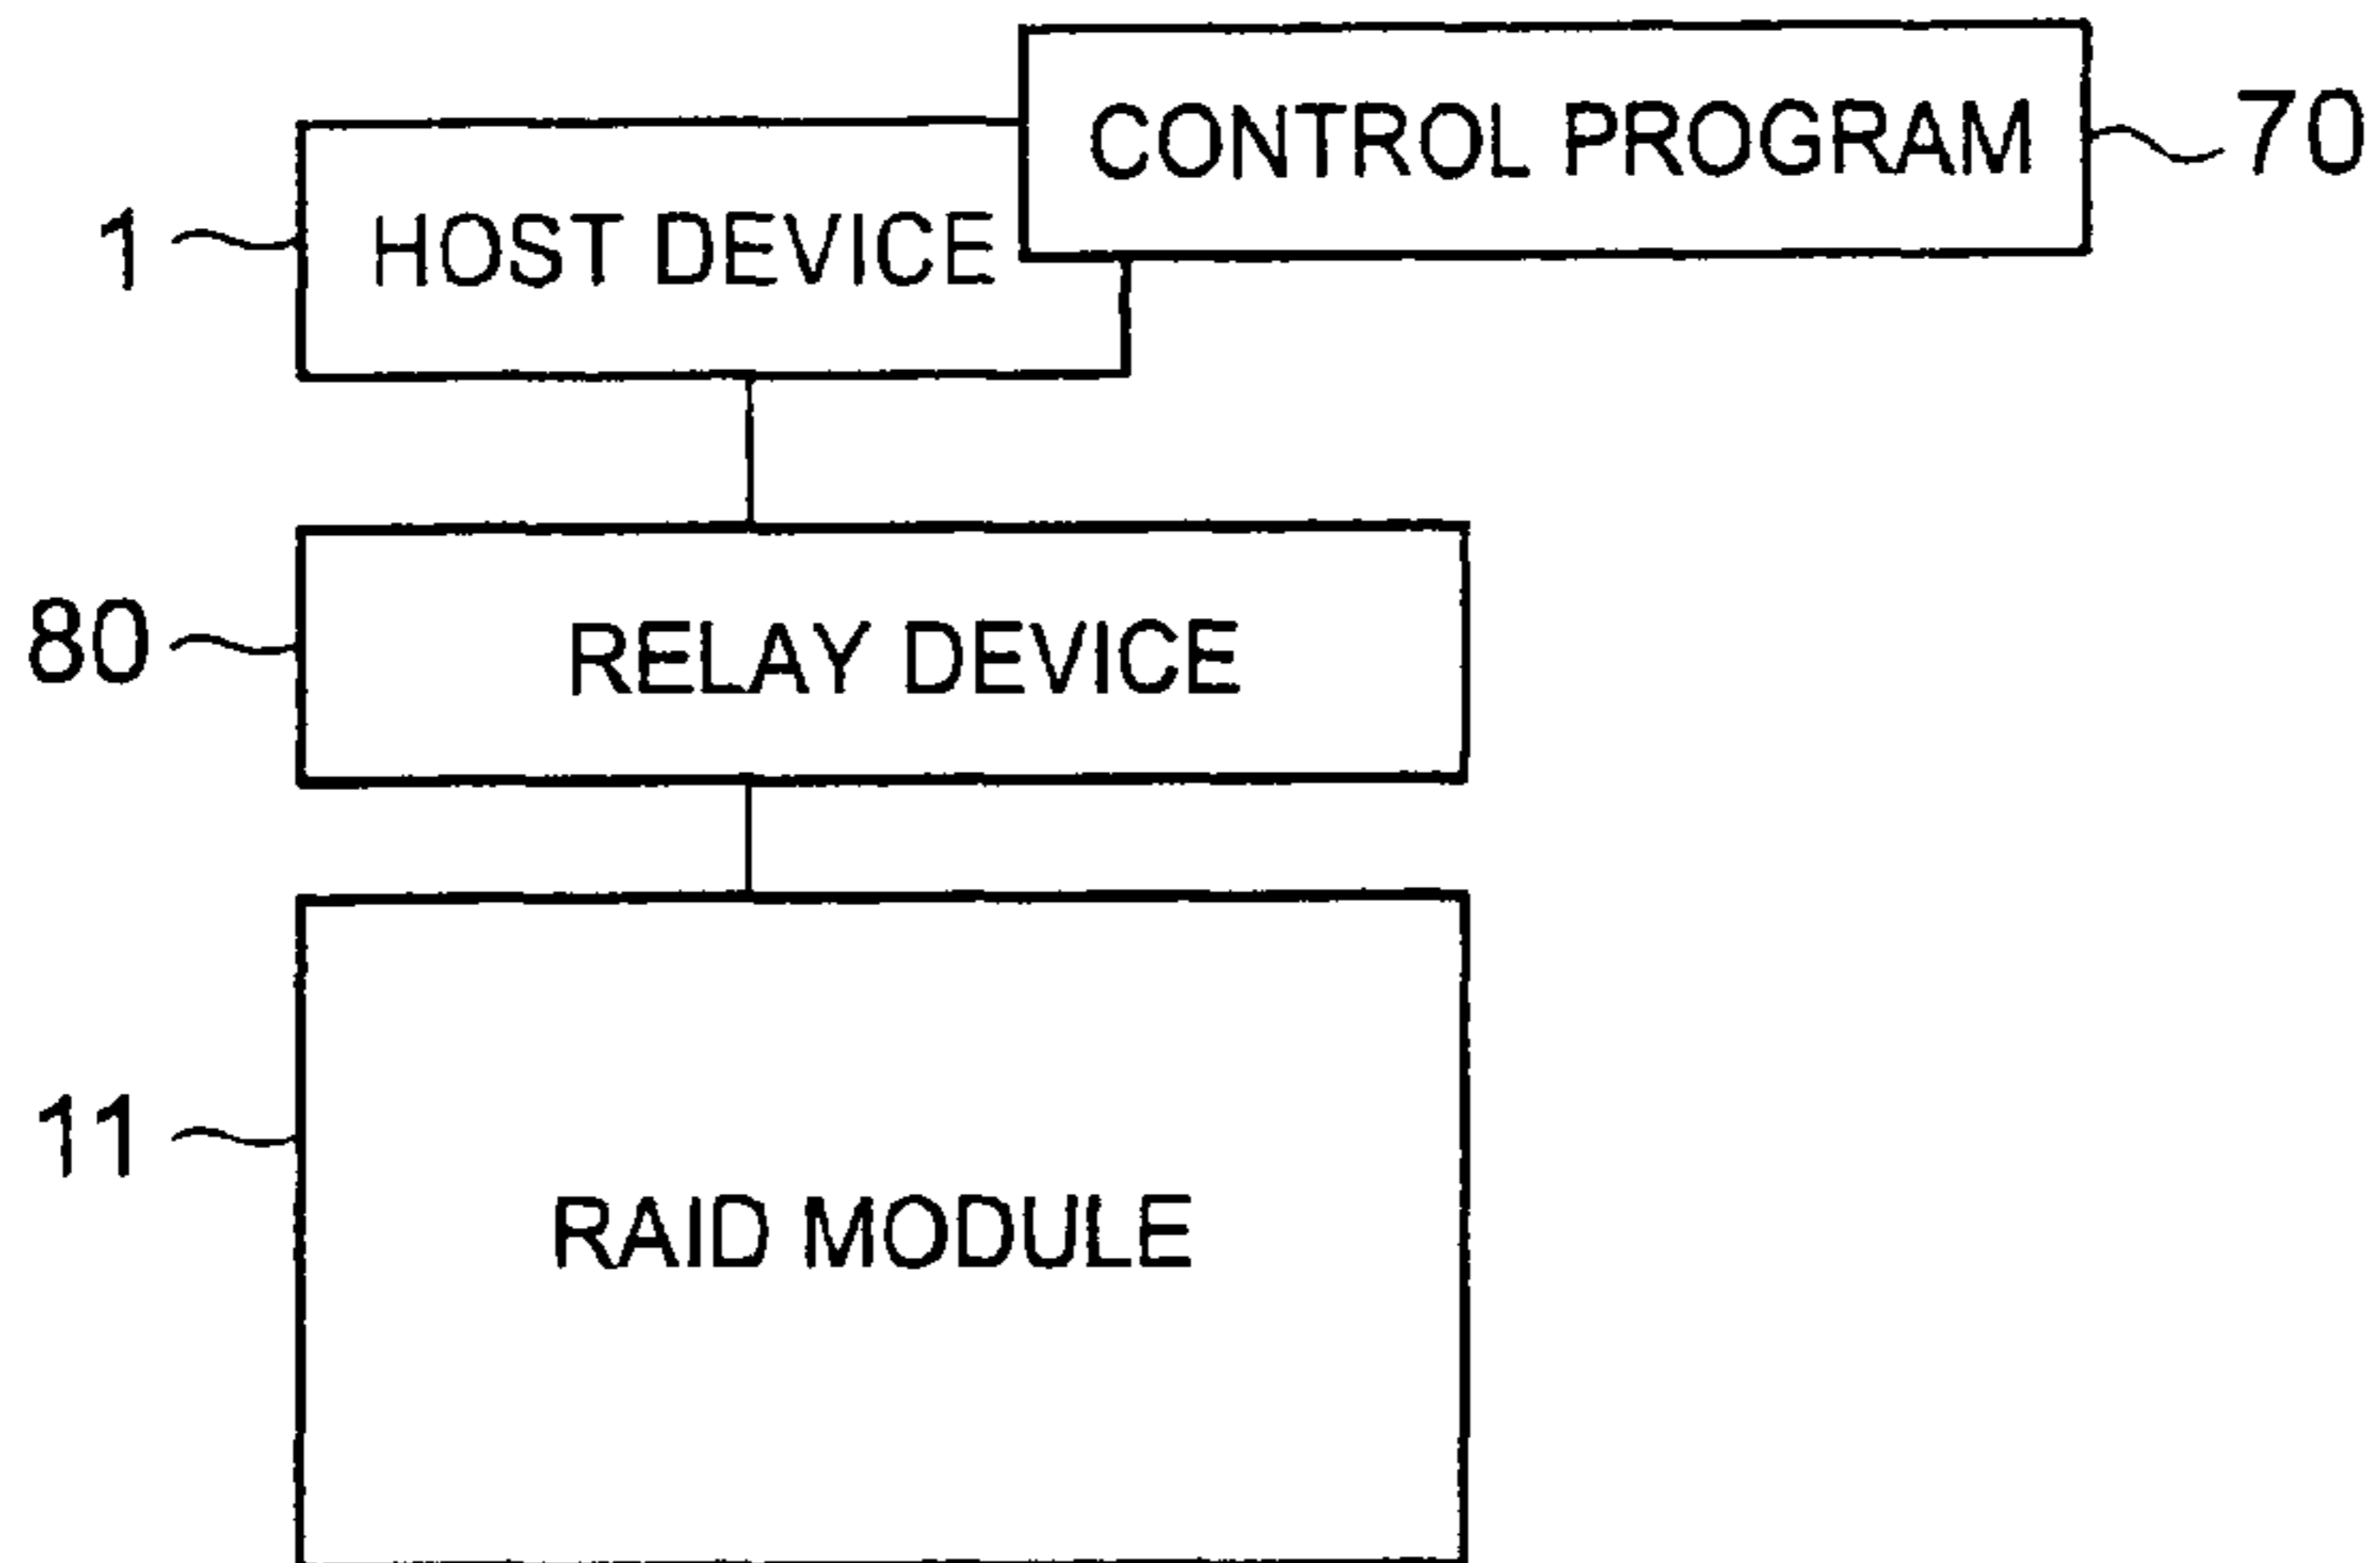 CONTROL PROGRAM
70
1
HOST DEVICE
80
RELAY DEVICE
11
RAID MODULE